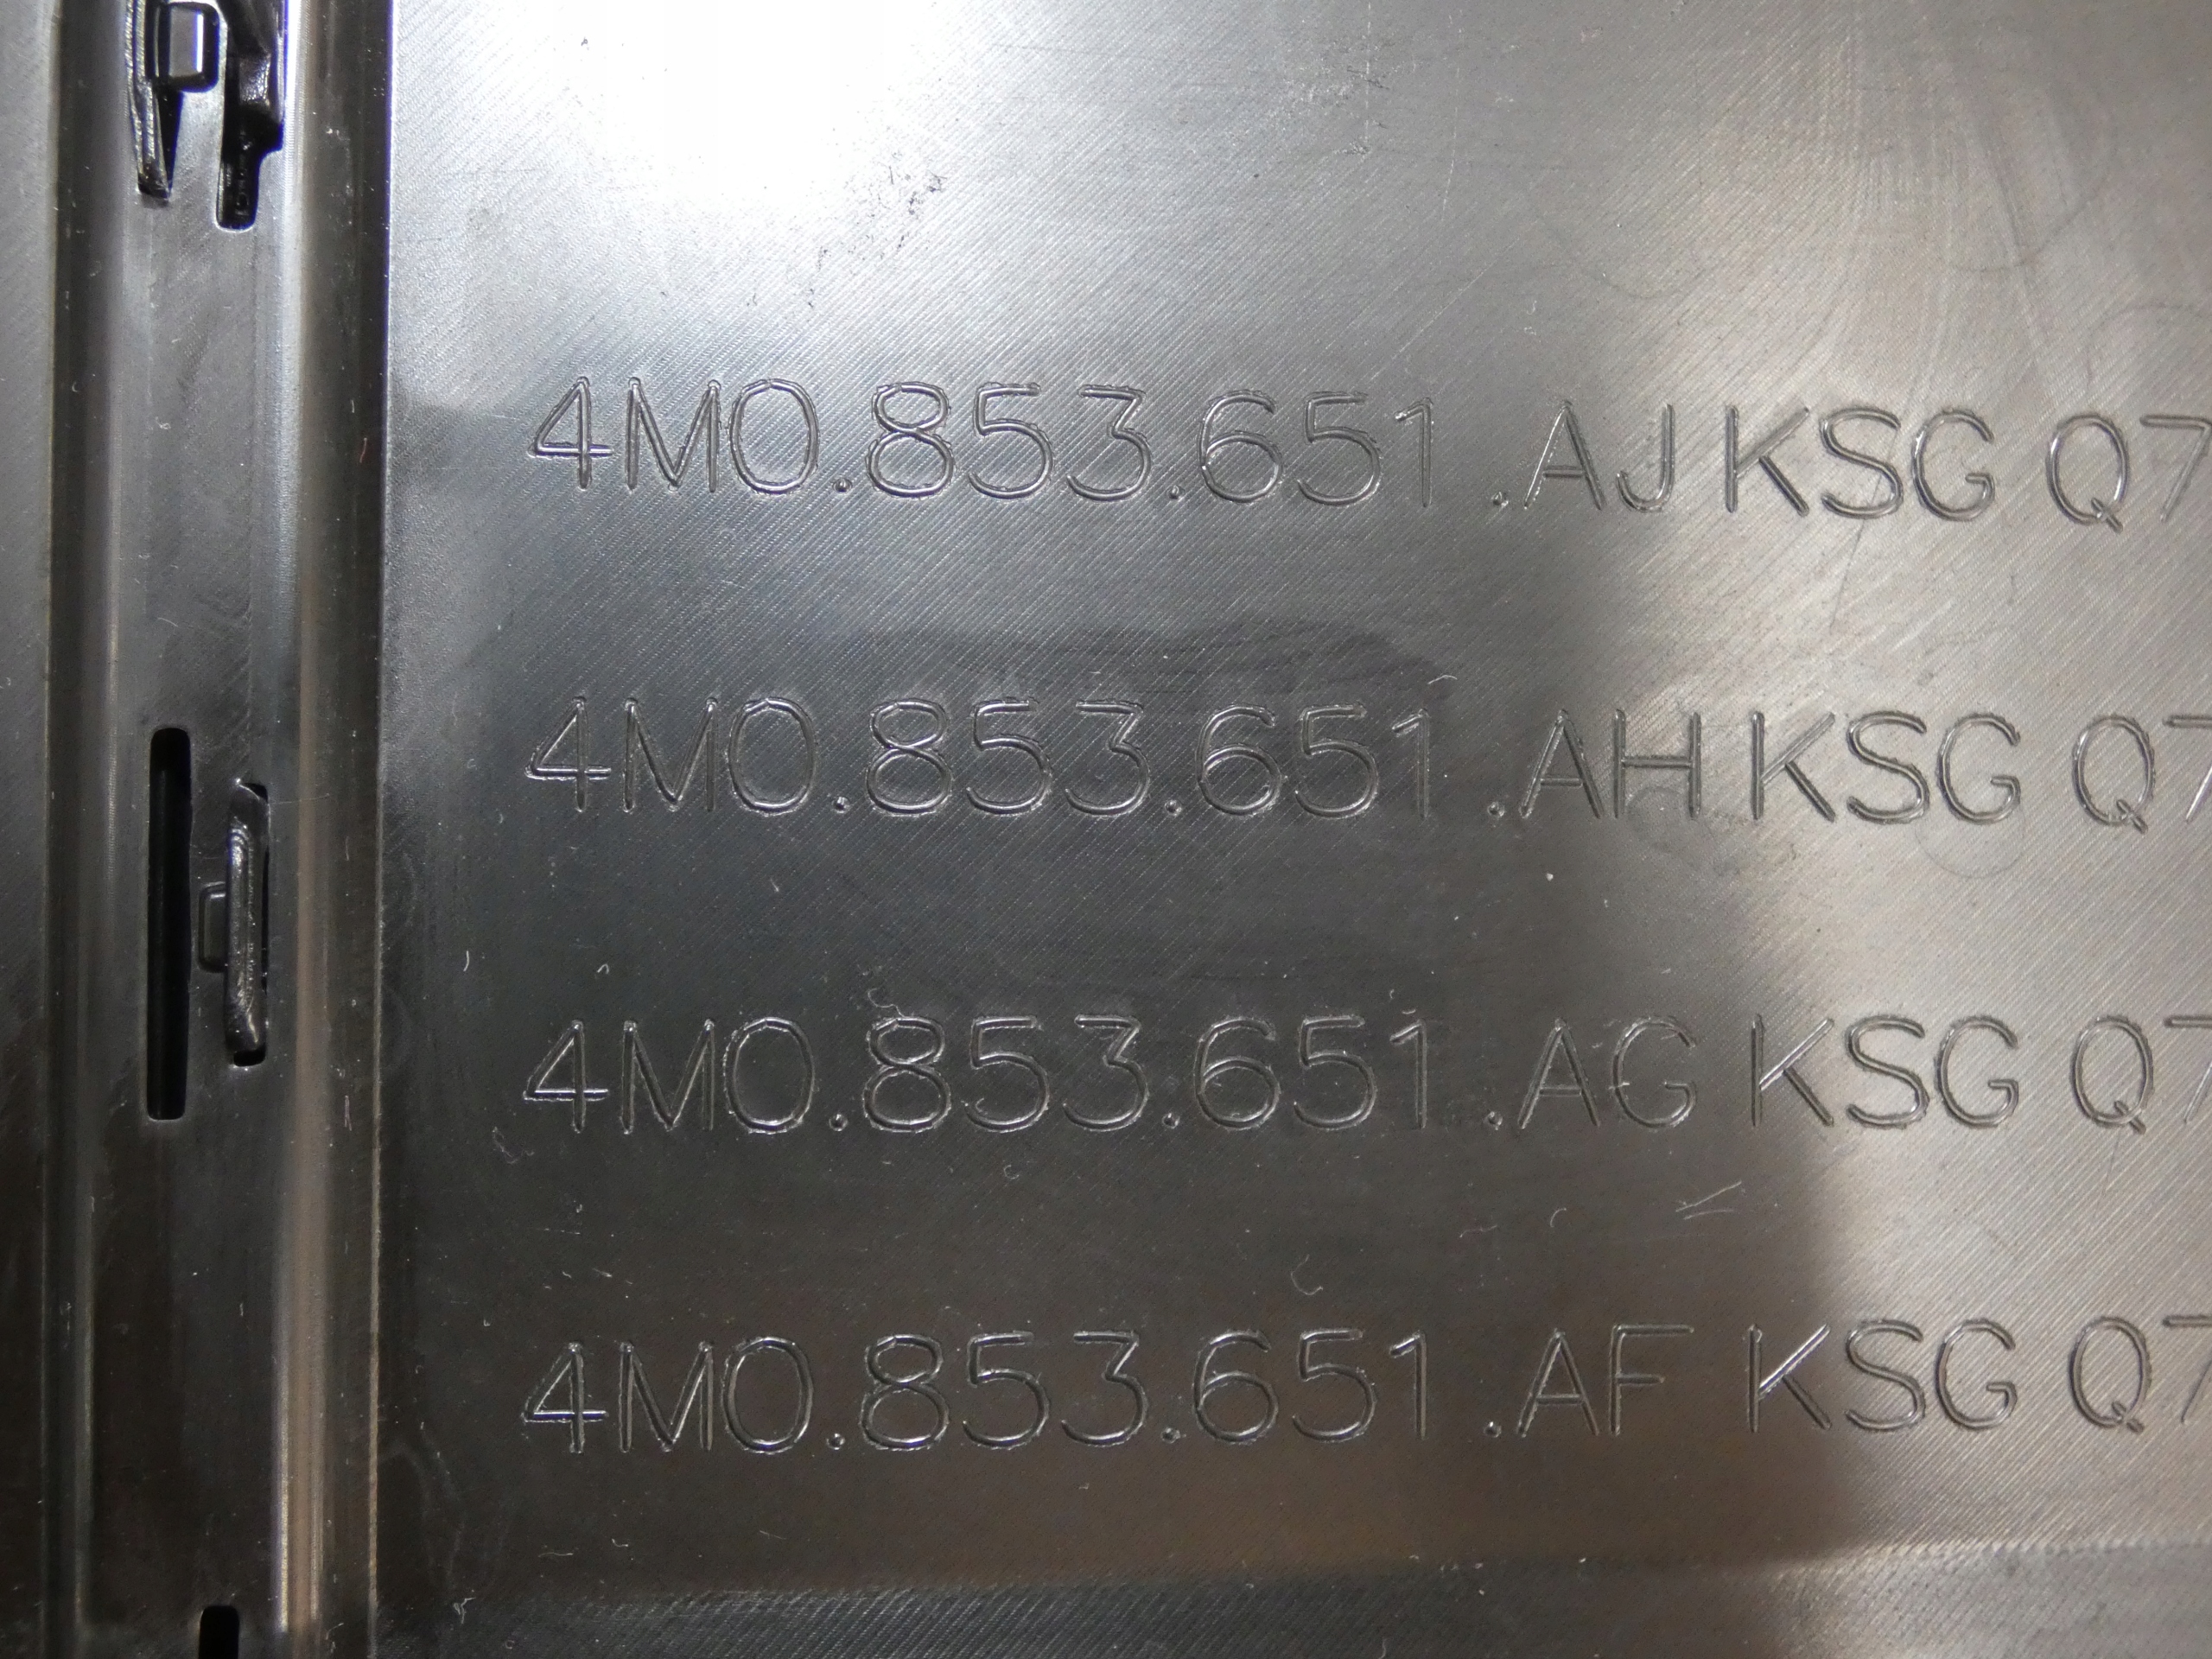 4M0.853.651.AJ KSG Q7
4M0.853.651.AH KSG Q7
4M0.853.651.AG KSG Q7
4M0.853.651.AF KSG Q7